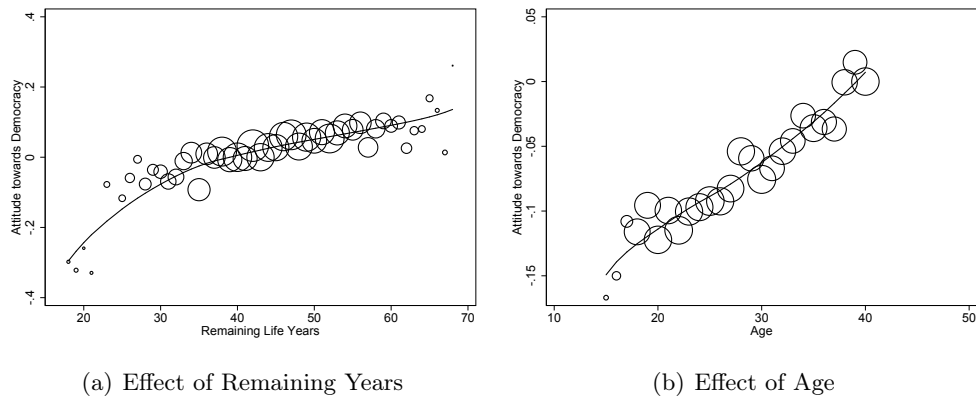 .4
.2
0
-.2
-.4
Attitude towards Democracy
20 30 40 50 60 70
Remaining Life Years
.05
0
-.05
-.1
-.15
Attitude towards Democracy
10 20 30 40 50
Age
(a) Effect of Remaining Years
(b) Effect of Age